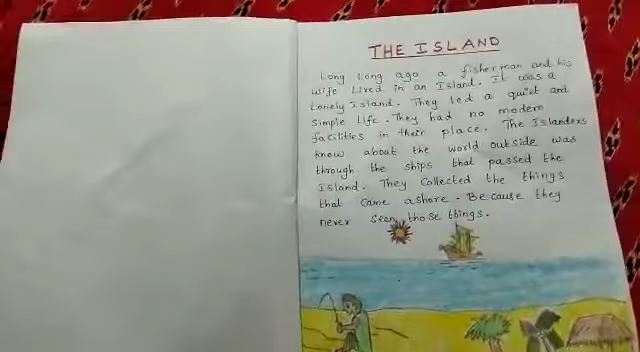 THE ISLAND
Long Long ago a fisherman and his
wife Lived in an Island. It was a
Lonely Island. They led a quiet and
Simple Life. They had no modern
facilities in their place. The Islanders
knew about the world outside was
through the ships that passed the
Island. They Collected the things
that Came ashore. Because they
never seen those things.